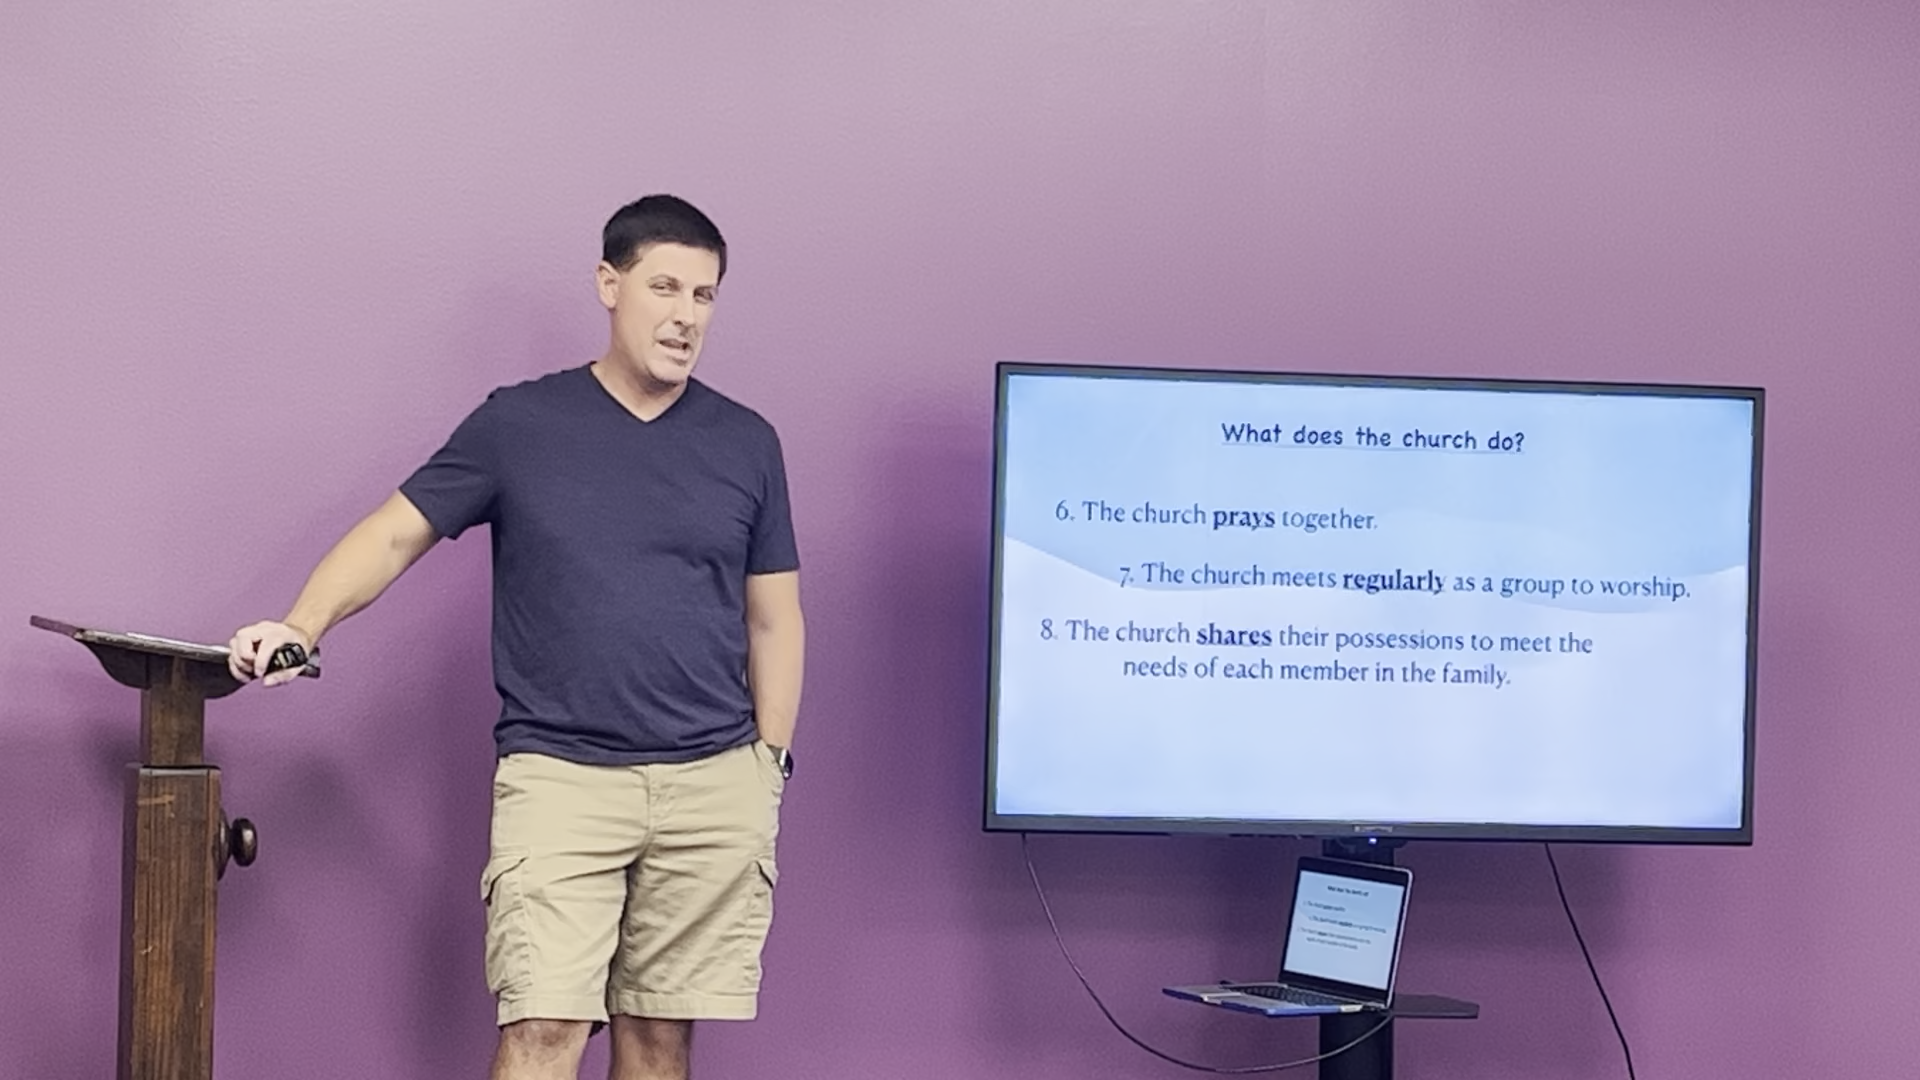 What does the church do?
6. The church prays together.
7. The church meets regularly as a group to worship.
8. The church shares their possessions to meet the
needs of each member in the family.